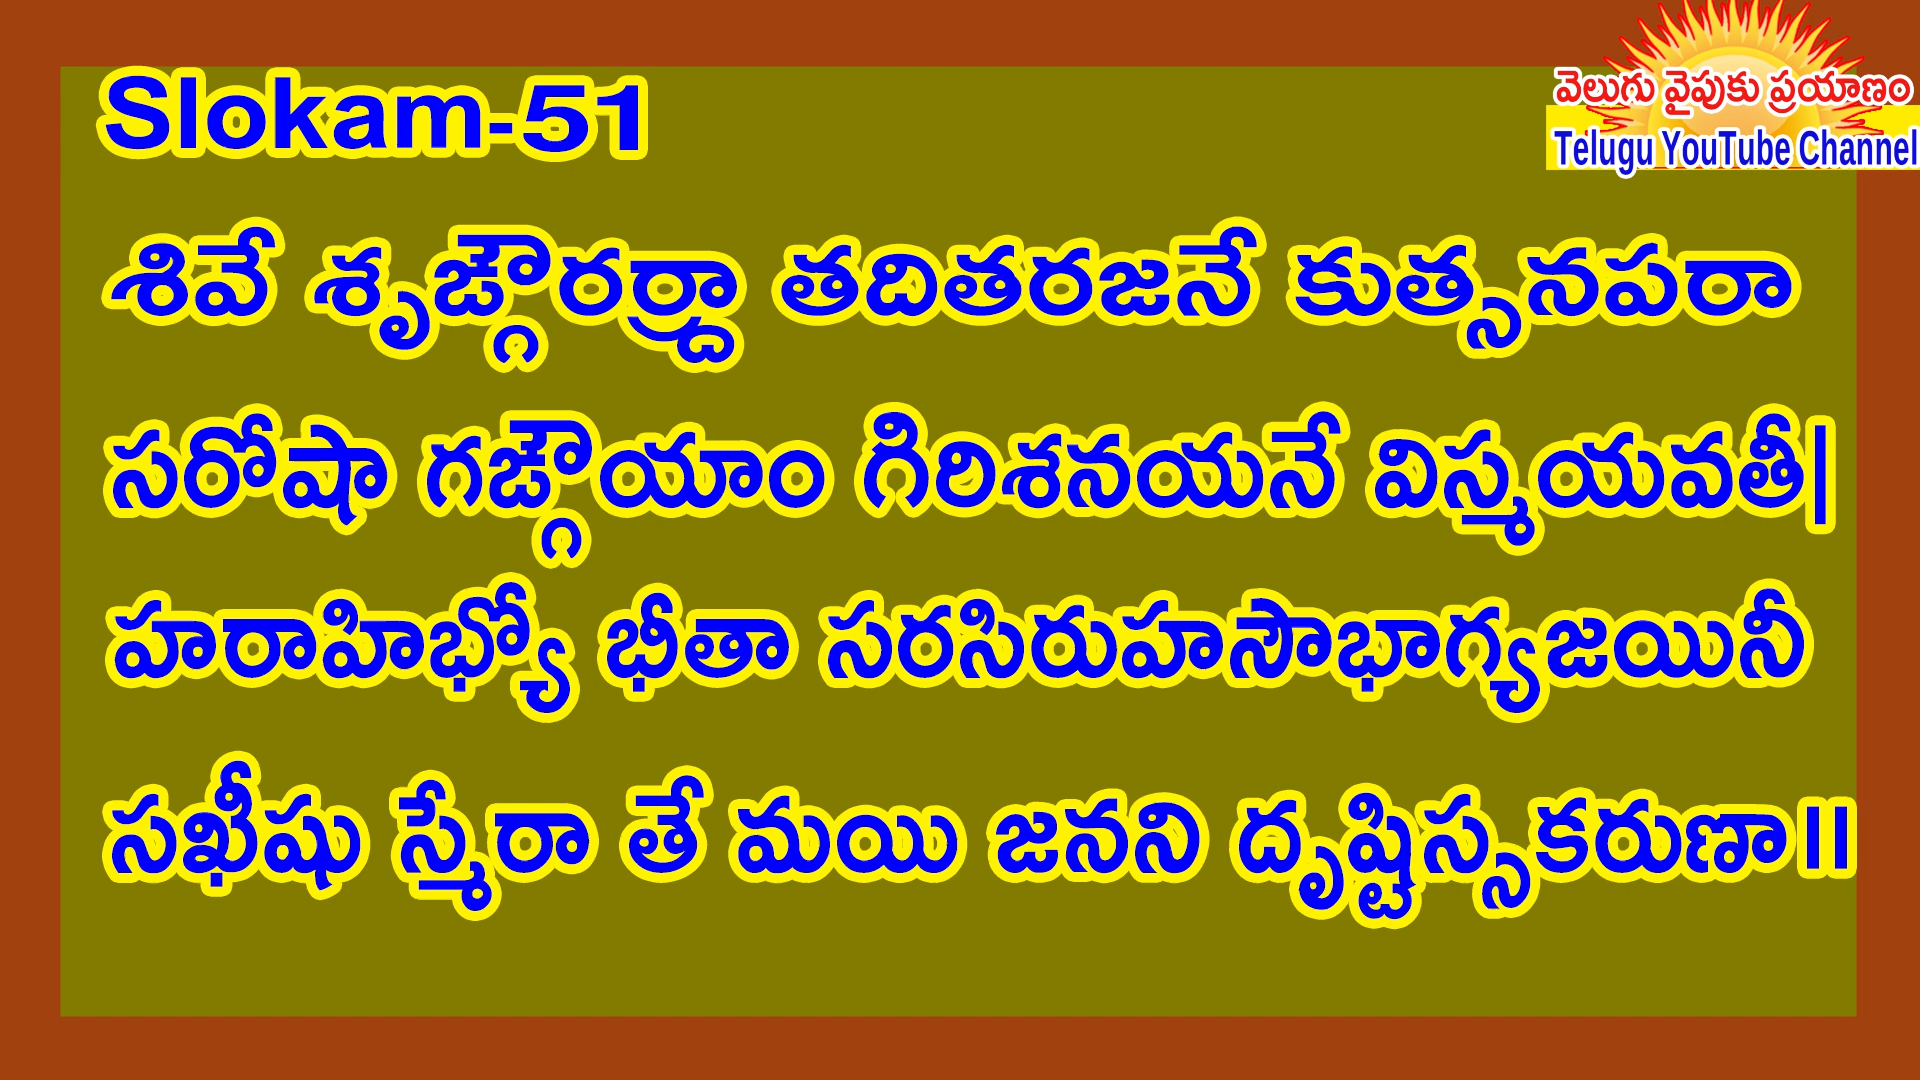 Slokam-51
వెలుగు వైపుకు ప్రయాణం
Telugu YouTube Channel
శివే శృఙ్గౌరర్ద్రా తదితరజనే కుత్సనపరా
సరోషా గఙ్గౌయాం గిరిశనయనే విస్మయవతీ|
హరాహిభ్యో భీతా సరసిరుహసౌభాగ్యజయినీ
సఖీషు స్మేరా తే మయి జనని దృష్టిస్సకరుణా॥